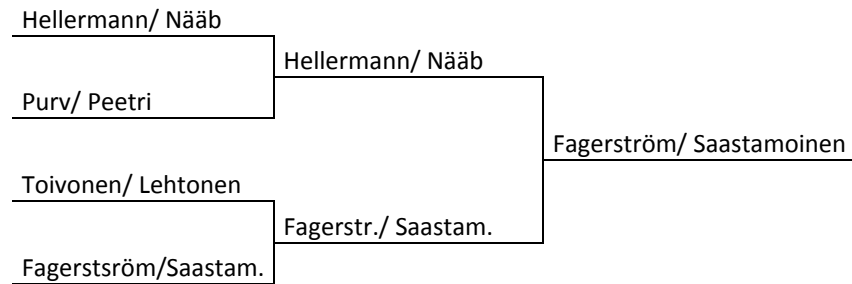 Hellermann/ Nääb
Hellermann/ Nääb
Purv/ Peetri
Fagerström/ Saastamoinen
Toivonen/ Lehtonen
Fagerstr./ Saastam.
Fagerstsröm/Saastam.